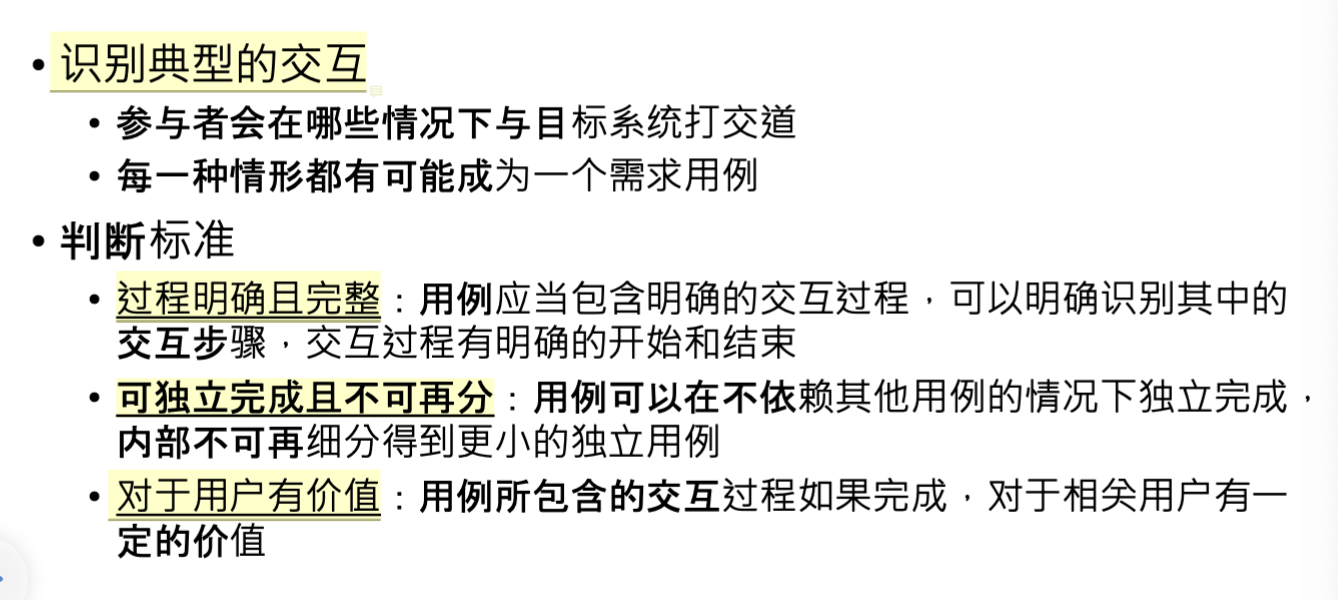 • 识别典型的交互
• 参与者会在哪些情况下与目标系统打交道
• 每一种情形都有可能成为一个需求用例
• 判断标准
• 过程明确且完整：用例应当包含明确的交互过程，可以明确识别其中的
交互步骤，交互过程有明确的开始和结束
• 可独立完成且不可再分：用例可以在不依赖其他用例的情况下独立完成，
内部不可再细分得到更小的独立用例
• 对于用户有价值：用例所包含的交互过程如果完成，对于相关用户有一
定的价值